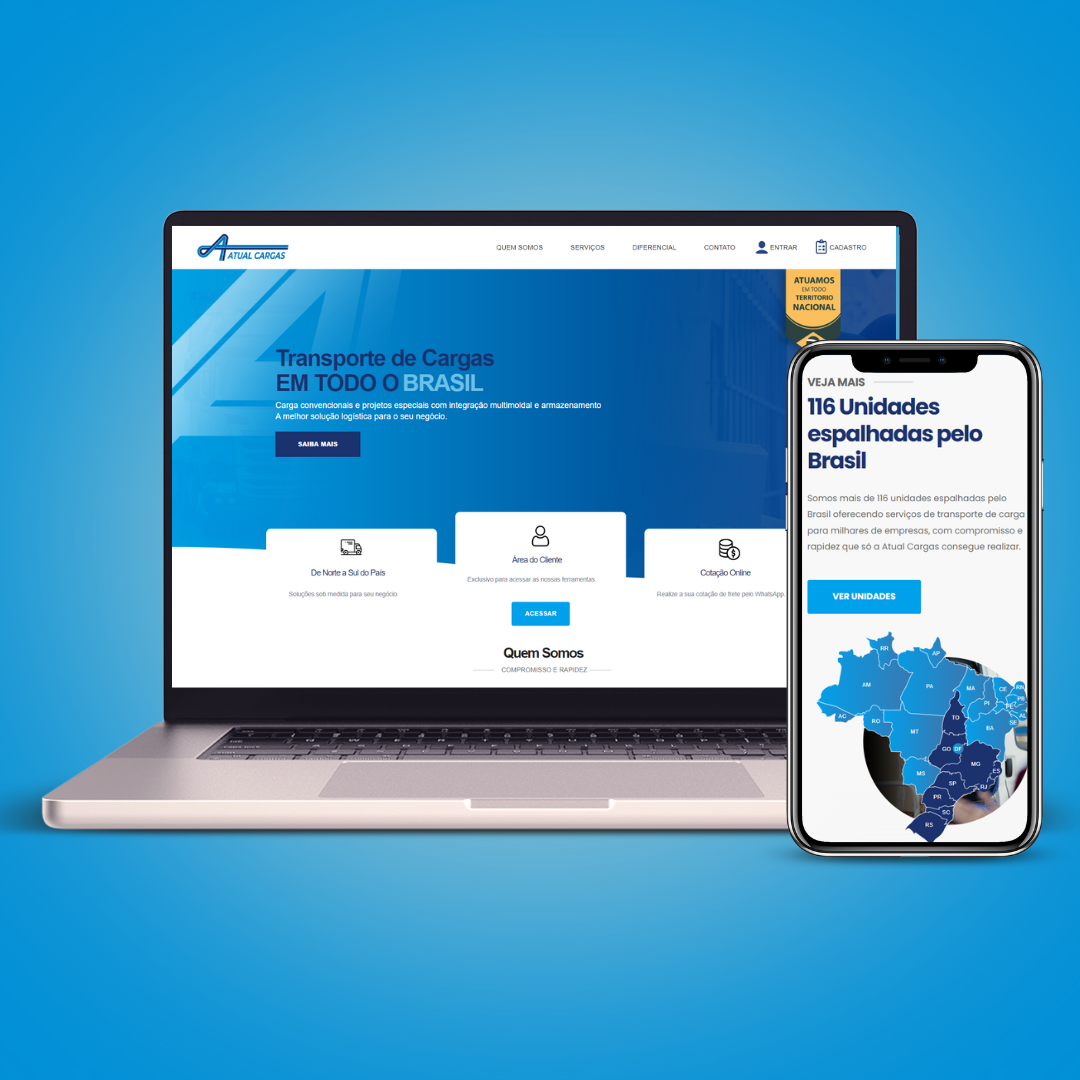 ATUAL CARGAS
QUEM SOMOS
SERVIÇOS
DIFERENCIAL
CONTATO
ENTRAR
CADASTRO
ATUAMOS
EM TODO
TERRITORIO
NACIONAL
Transporte de Cargas
EM TODO O BRASIL
Carga convencionais e projetos especiais com integração multimoldal e armazenamento
A melhor solução logística para o seu negócio.
SAIBA MAIS
De Norte a Sul do País
Soluções sob medida para seu negócio.
Área do Cliente
Exclusivo para acessar as nossas ferramentas.
ACESSAR
Cotação Online
Realize a sua cotação de frete pelo WhatsApp.
Quem Somos
COMPROMISSO E RAPIDEZ
VEJA MAIS
116 Unidades
espalhadas pelo
Brasil
Somos mais de 116 unidades espalhadas pelo
Brasil oferecendo serviços de transporte de carga
para milhares de empresas, com compromisso e
rapidez que só a Atual Cargas consegue realizar.
VER UNIDADES
RR
AP
AM
PA
MA
CE
RN
PI
PE
AC
RO
TO
AL
SE
MT
BA
GO
DF
MG
MS
ES
SP
RJ
PR
SC
RS